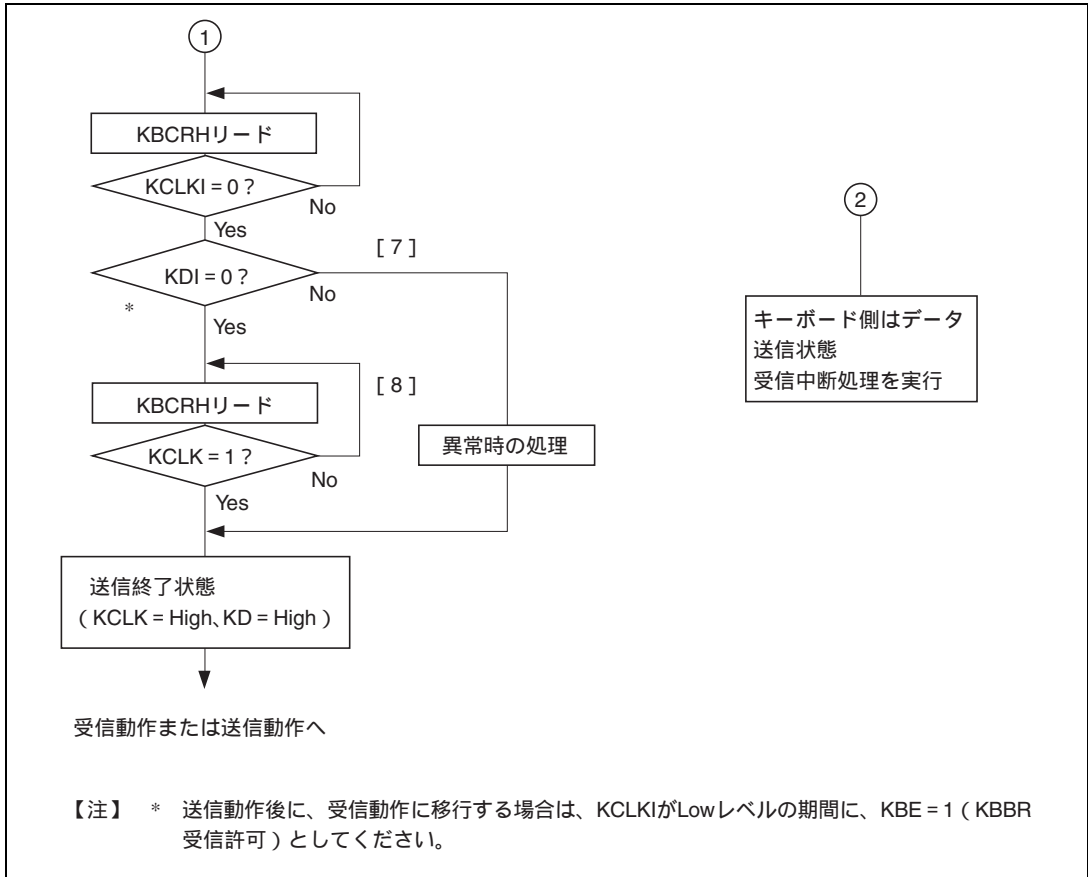 1
KBCRHリード
KCLKI = 0 ?
No
Yes
[ 7 ]
KDI = 0 ?
No
*
Yes
[ 8 ]
KBCRHリード
KCLK = 1 ?
No
Yes
異常時の処理
送信終了状態
( KCLK = High、KD = High )
受信動作または送信動作へ
2
キーボード側はデータ
送信状態
受信中断処理を実行
【注】 * 送信動作後に、受信動作に移行する場合は、KCLKIがLowレベルの期間に、KBE = 1 ( KBBR
受信許可 ) としてください。